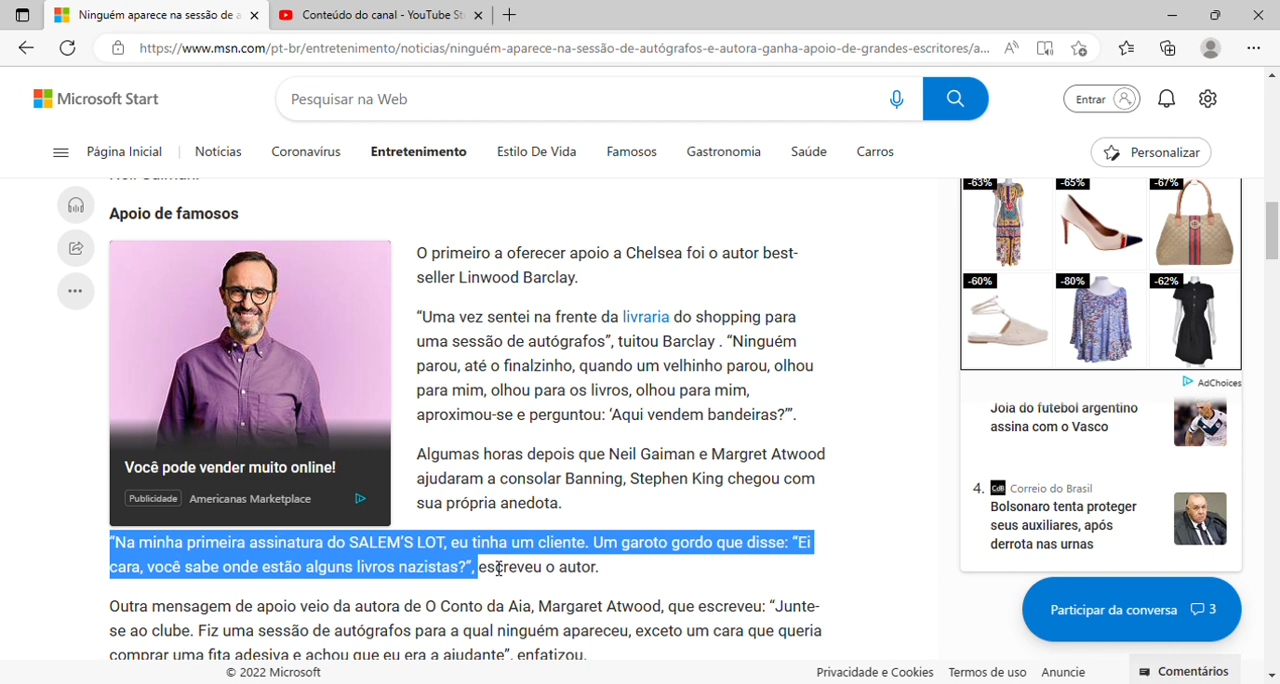 Ninguém aparece na sessão de a
Conteúdo do canal - YouTube St
https://www.msn.com/pt-br/entretenimento/noticias/ninguém-aparece-na-sessão-de-autógrafos-e-autora-ganha-apoio-de-grandes-escritores/a...
Microsoft Start
Pesquisar na Web
Entrar
Página Inicial
Notícias
Coronavírus
Entretenimento
Estilo De Vida
Famosos
Gastronomia
Saúde
Carros
Personalizar
Neil Gaiman.
Apoio de famosos
O primeiro a oferecer apoio a Chelsea foi o autor best-
seller Linwood Barclay.
“Uma vez sentei na frente da livraria do shopping para
uma sessão de autógrafos”, tuitou Barclay . “Ninguém
parou, até o finalzinho, quando um velhinho parou, olhou
para mim, olhou para os livros, olhou para mim,
aproximou-se e perguntou: ‘Aqui vendem bandeiras?’”.
Algumas horas depois que Neil Gaiman e Margret Atwood
ajudaram a consolar Banning, Stephen King chegou com
sua própria anedota.
Você pode vender muito online!
Publicidade
Americanas Marketplace
“Na minha primeira assinatura do SALEM’S LOT, eu tinha um cliente. Um garoto gordo que disse: “Ei
cara, você sabe onde estão alguns livros nazistas?”, escreveu o autor.
Outra mensagem de apoio veio da autora de O Conto da Aia, Margaret Atwood, que escreveu: “Junte-
se ao clube. Fiz uma sessão de autógrafos para a qual ninguém apareceu, exceto um cara que queria
comprar uma fita adesiva e achou que eu era a ajudante”, enfatizou.
-63%
-65%
-67%
-60%
-80%
-62%
AdChoices
Joia do futebol argentino
assina com o Vasco
4. CdB Correio do Brasil
Bolsonaro tenta proteger
seus auxiliares, após
derrota nas urnas
Participar da conversa 3
© 2022 Microsoft
Privacidade e Cookies
Termos de uso
Anuncie
Comentários